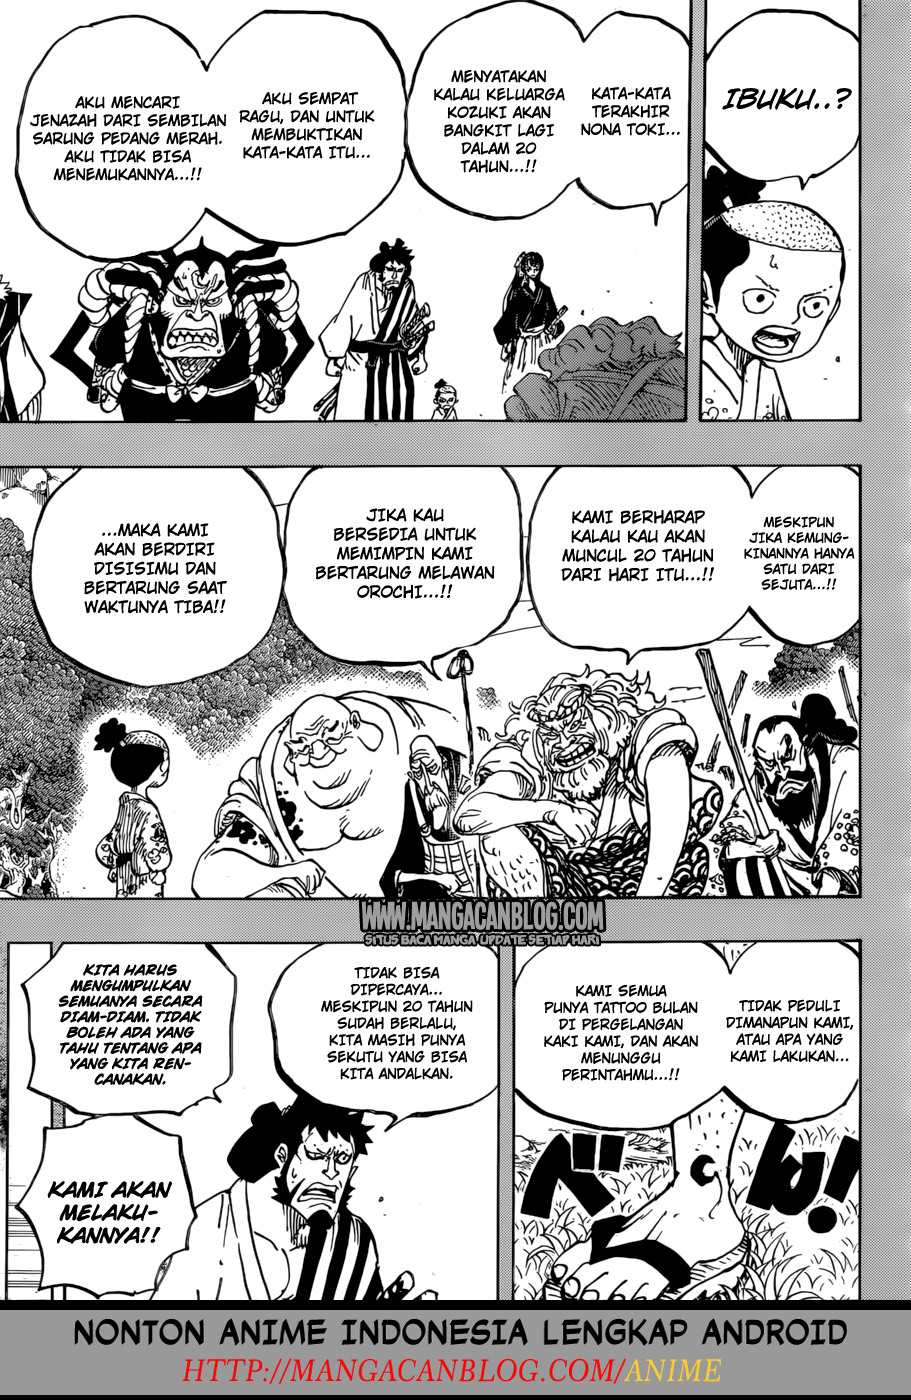 IBUKU..?
KATA-KATA
TERAKHIR
NONA TOKI...
MENYATAKAN
KALAU KELUARGA
KOZUKI AKAN
BANGKIT LAGI
DALAM 20
TAHUN...!!
AKU SEMPAT
RAGU, DAN UNTUK
MEMBUKTIKAN
KATA-KATA ITU...
AKU MENCARI
JENAZAH DARI SEMBILAN
SARUNG PEDANG MERAH.
AKU TIDAK BISA
MENEMUKANNYA...!!
MESKIPUN
JIKA KEMUNG-
KINANNYA HANYA
SATU DARI
SEJUTA...!!
KAMI BERHARAP
KALAU KAU AKAN
MUNCUL 20 TAHUN
DARI HARI ITU...!!
JIKA KAU
BERSEDIA UNTUK
MEMIMPIN KAMI
BERTARUNG MELAWAN
OROCHI...!!
...MAKA KAMI
AKAN BERDIRI
DISISIMU DAN
BERTARUNG SAAT
WAKTUNYA TIBA!!
WWW.MANGACANBLOG.COM
SITUS BACA MANGA UPDATE SETIAP HARI
TIDAK PEDULI
DIMANAPUN KAMI,
ATAU APA YANG
KAMI LAKUKAN...
KAMI SEMUA
PUNYA TATTOO BULAN
DI PERGELANGAN
KAKI KAMI, DAN AKAN
MENUNGGU
PERINTAHMU...!!
べん!
TIDAK BISA
DIPERCAYA...
MESKIPUN 20 TAHUN
SUDAH BERLALU,
KITA MASIH PUNYA
SEKUTU YANG BISA
KITA ANDALKAN.
KITA HARUS
MENGUMPULKAN
SEMUANYA SECARA
DIAM-DIAM. TIDAK
BOLEH ADA YANG
TAHU TENTANG APA
YANG KITA REN-
CANAKAN.
KAMI AKAN
MELAKU-
KANNYA!!
NONTON ANIME INDONESIA LENGKAP ANDROID
HTTP://MANGACANBLOG.COM/ANIME